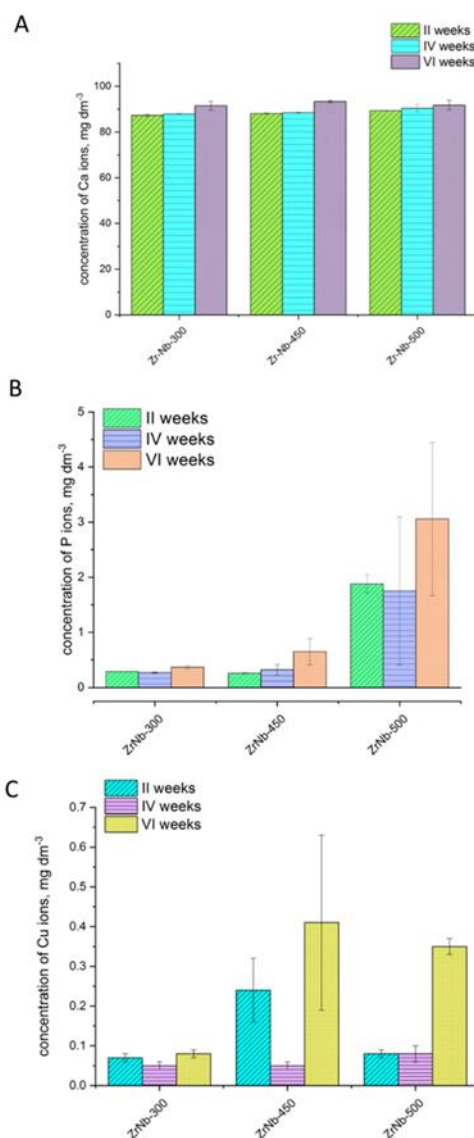 A
II weeks
IV weeks
VI weeks
concentration of Ca ions, mg dm⁻³
100
80
60
40
20
0
Zr-Nb-300
Zr-Nb-450
Zr-Nb-500
B
II weeks
IV weeks
VI weeks
concentration of P ions, mg dm⁻³
5
4
3
2
1
0
ZrNb-300
ZrNb-450
ZrNb-500
C
II weeks
IV weeks
VI weeks
concentration of Cu ions, mg dm⁻³
0.7
0.6
0.5
0.4
0.3
0.2
0.1
0.0
ZrNb-300
ZrNb-450
ZrNb-500